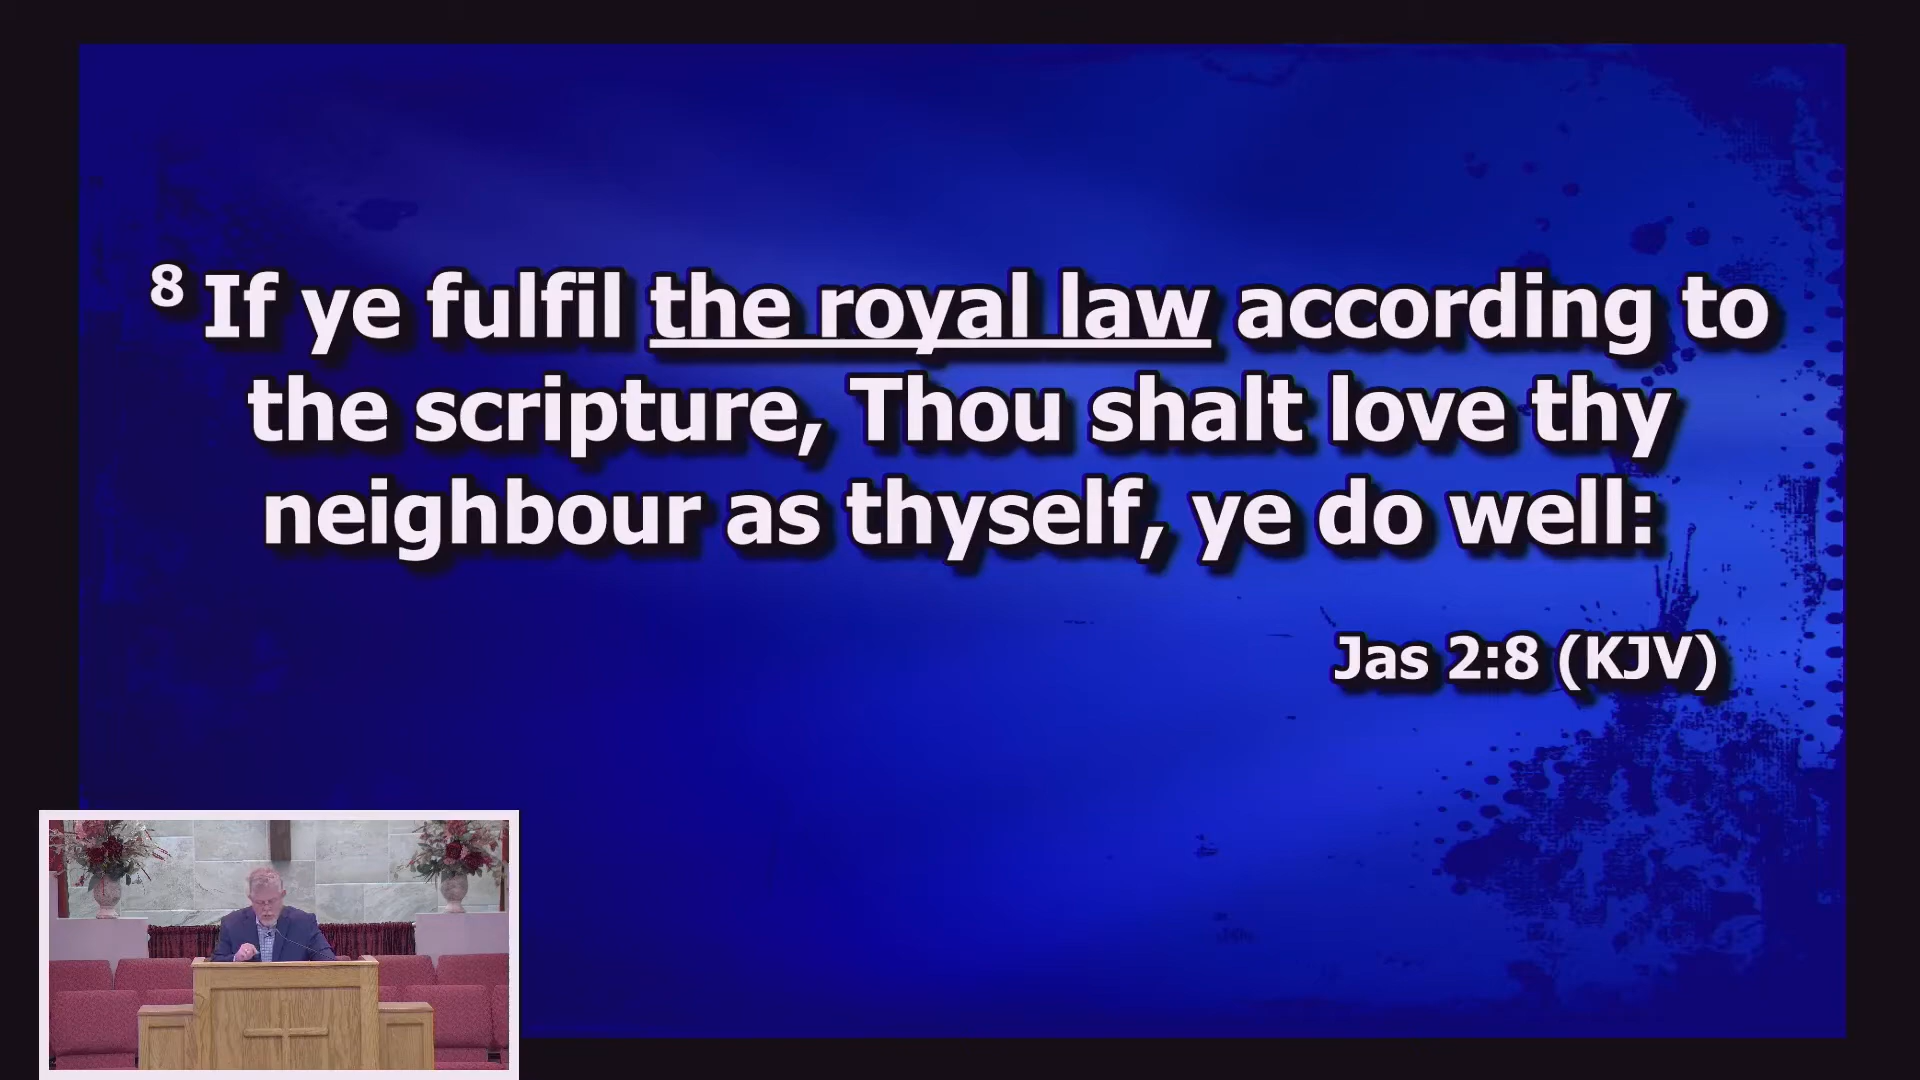 8 If ye fulfil the royal law according to
the scripture, Thou shalt love thy
neighbour as thyself, ye do well:
Jas 2:8 (KJV)